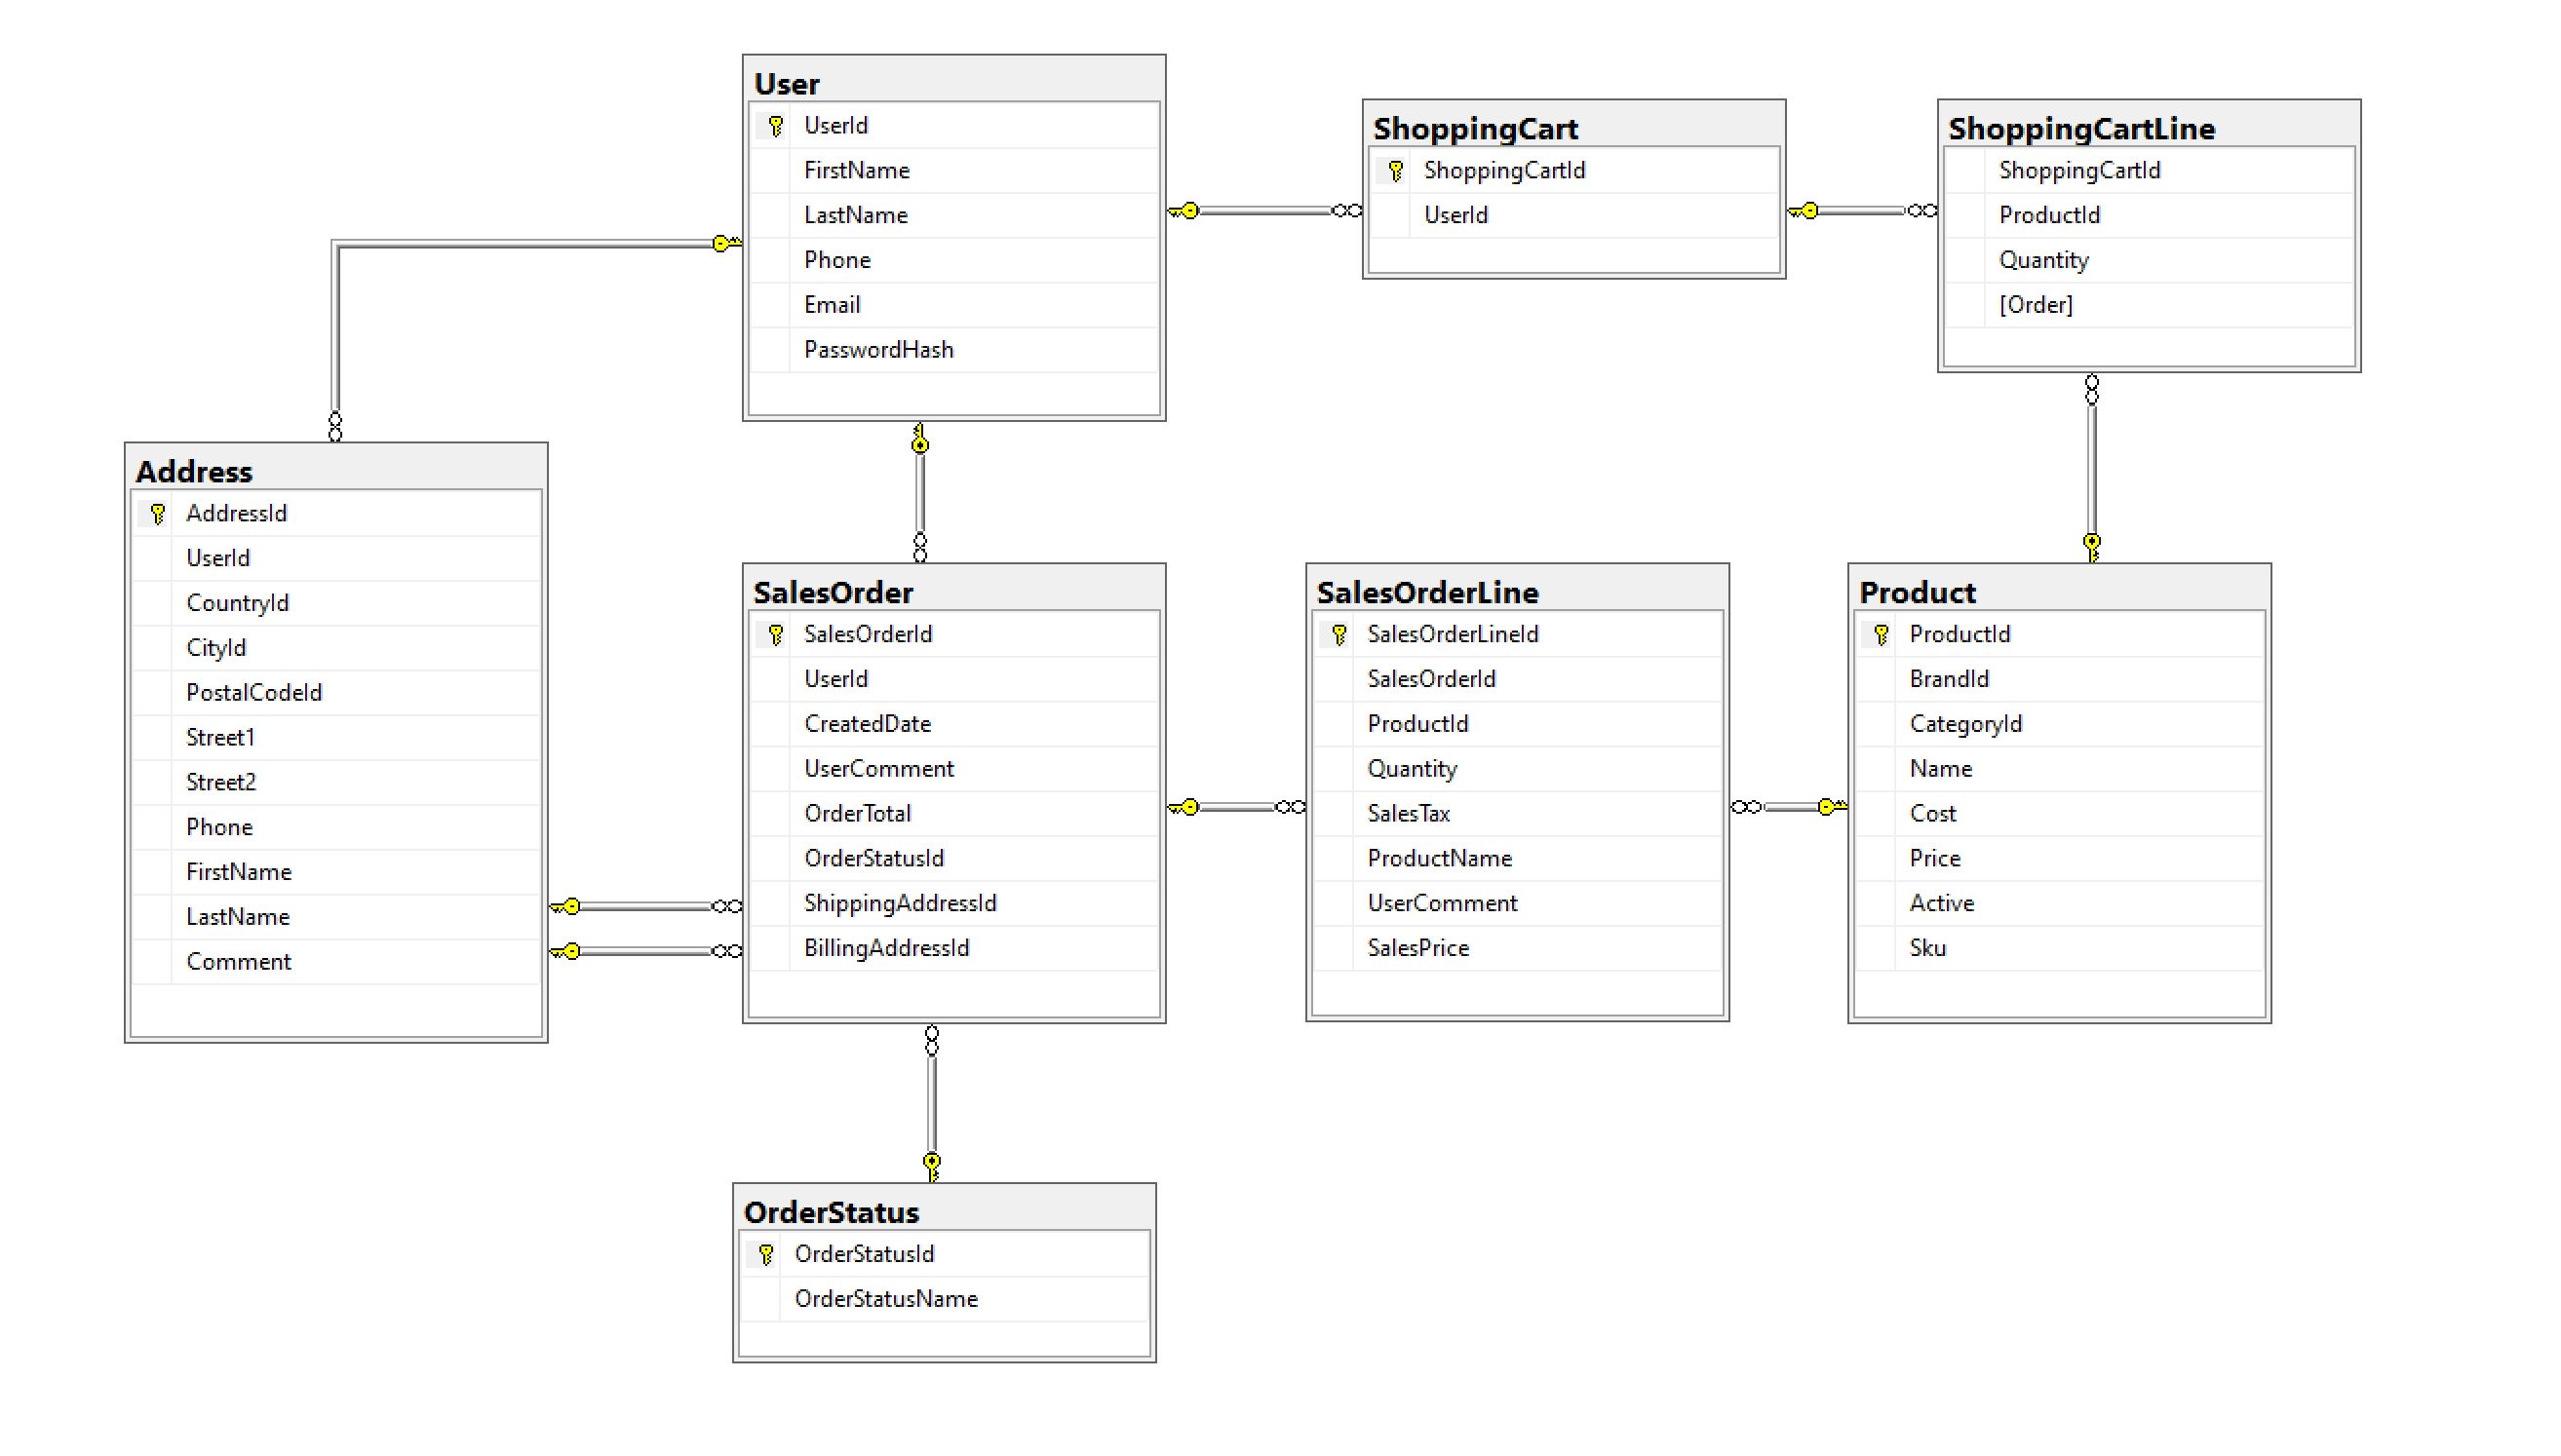 User
UserId
FirstName
LastName
Phone
Email
PasswordHash
ShoppingCart
ShoppingCartId
UserId
ShoppingCartLine
ShoppingCartId
ProductId
Quantity
[Order]
Address
AddressId
UserId
CountryId
CityId
PostalCodeId
Street1
Street2
Phone
FirstName
LastName
Comment
SalesOrder
SalesOrderId
UserId
CreatedDate
UserComment
OrderTotal
OrderStatusId
ShippingAddressId
BillingAddressId
SalesOrderLine
SalesOrderLineId
SalesOrderId
ProductId
Quantity
SalesTax
ProductName
UserComment
SalesPrice
Product
ProductId
BrandId
CategoryId
Name
Cost
Price
Active
Sku
OrderStatus
OrderStatusId
OrderStatusName